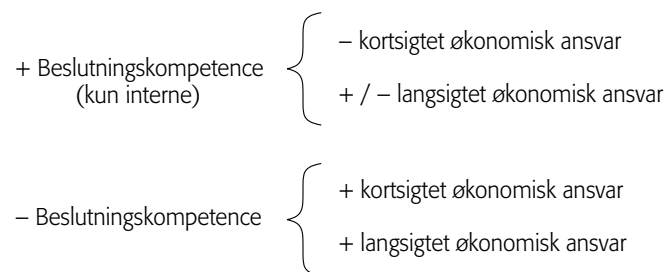 + Beslutningskompetence
(kun interne)
– kortsigtet økonomisk ansvar
+ / – langsigtet økonomisk ansvar
– Beslutningskompetence
+ kortsigtet økonomisk ansvar
+ langsigtet økonomisk ansvar